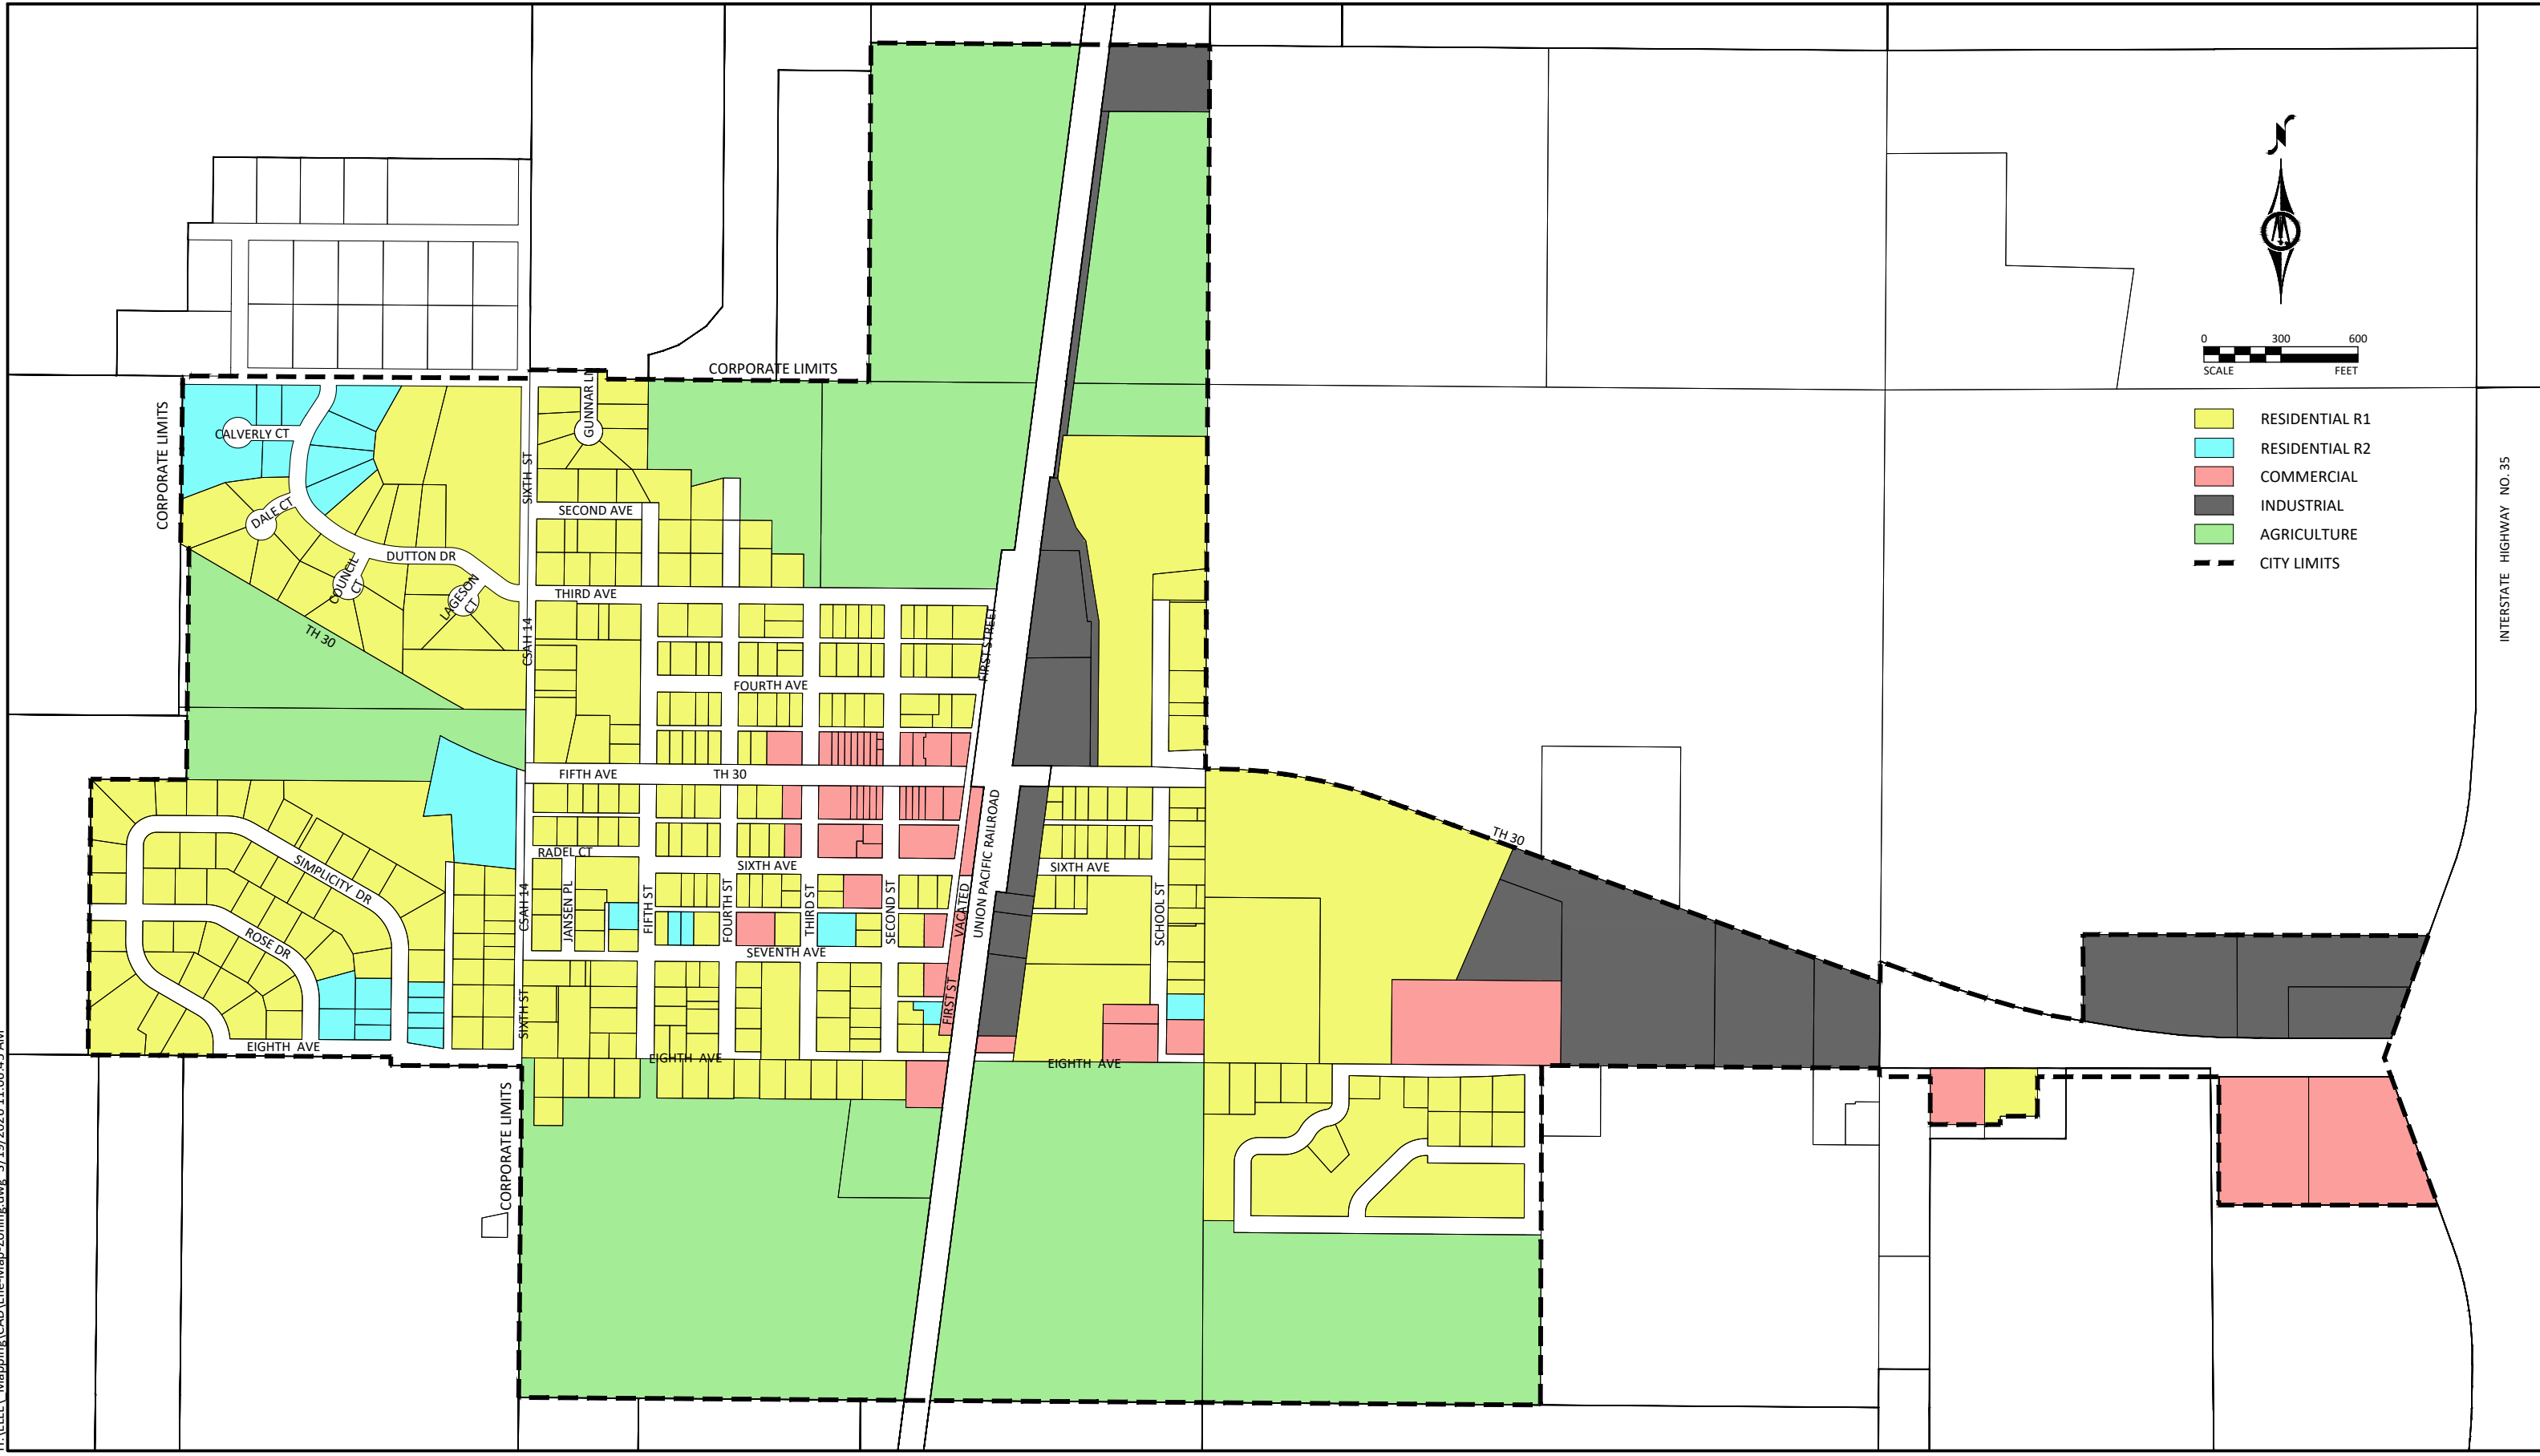 N
0 300 600
SCALE FEET
RESIDENTIAL R1
RESIDENTIAL R2
COMMERCIAL
INDUSTRIAL
AGRICULTURE
CITY LIMITS
INTERSTATE HIGHWAY NO. 35
CORPORATE LIMITS
CORPORATE LIMITS
GUNNAR LN
CALVERLY CT
SIXTH ST
DALE CT
SECOND AVE
DUTTON DR
COUNCIL
CT
LAGESON
CT
THIRD AVE
TH 30
CSAH 14
FIRST STREET
FOURTH AVE
FIFTH AVE
TH 30
TH 30
UNION PACIFIC RAILROAD
RADEL CT
SIXTH AVE
SIXTH AVE
SIMPLICITY DR
CSAH 14
JANSEN PL
FIFTH ST
FOURTH ST
THIRD ST
SECOND ST
VACATED
SCHOOL ST
ROSE DR
SEVENTH AVE
SIXTH ST
FIRST ST
EIGHTH AVE
EIGHTH AVE
EIGHTH AVE
CORPORATE LIMITS